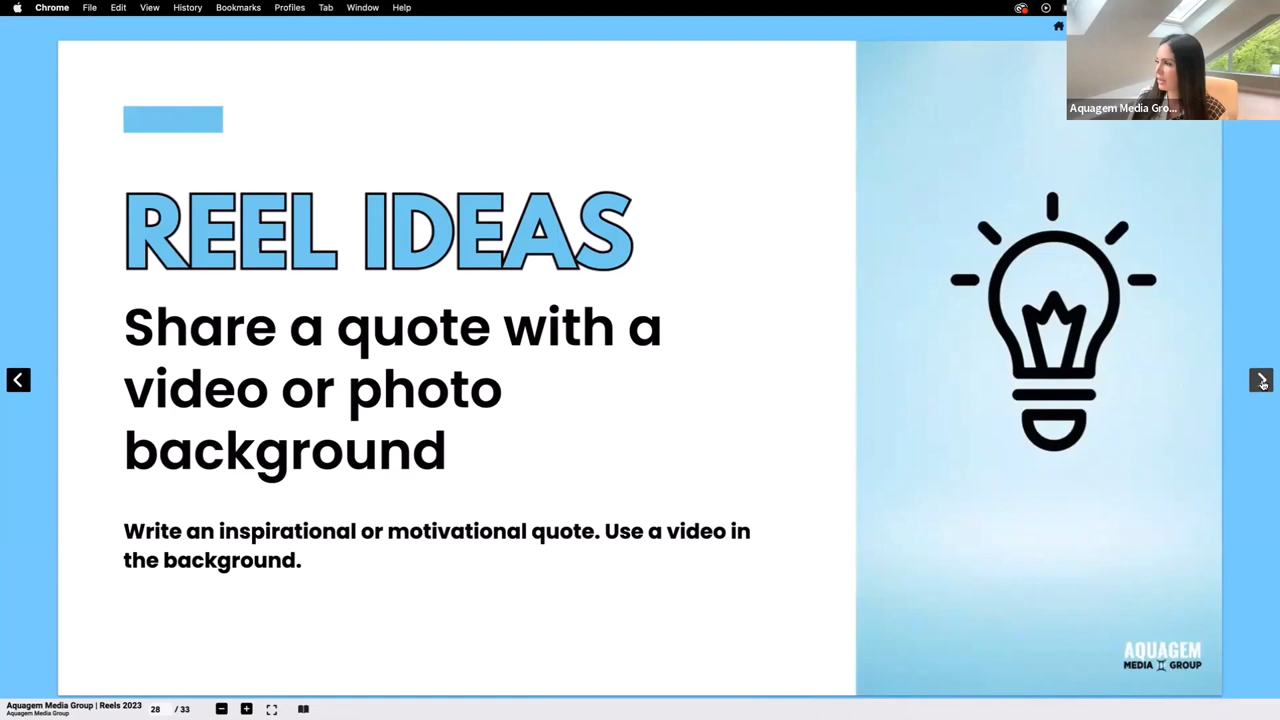 Chrome File Edit View History Bookmarks Profiles Tab Window Help
Aquagem Media Gro...
REEL IDEAS
Share a quote with a
video or photo
background
Write an inspirational or motivational quote. Use a video in
the background.
AQUAGEM
MEDIA GROUP
Aquagem Media Group | Reels 2023
Aquagem Media Group
28 / 33